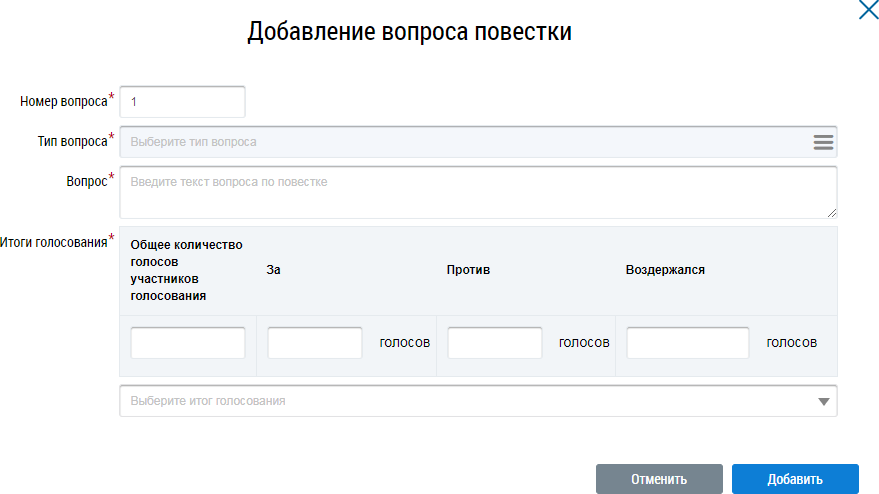 Добавление вопроса повестки
Номер вопроса* 1
Тип вопроса* Выберите тип вопроса
Вопрос* Введите текст вопроса по повестке
Итоги голосования*
Общее количество
голосов
участников
голосования
За
Против
Воздержался
голосов голосов голосов
Выберите итог голосования
Отменить Добавить